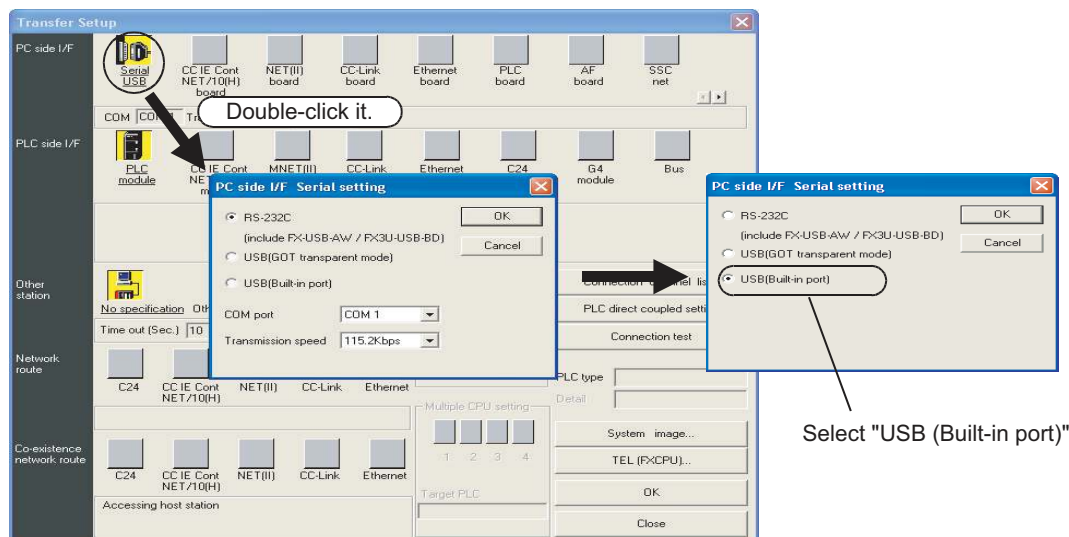 Transfer Setup
PC side I/F
Serial
USB
CC IE Cont
NET/10(H)
board
NET(II)
board
CC-Link
board
Ethernet
board
PLC
board
AF
board
SSC
net
COM
Double-click it.
PLC side I/F
PLC
module
CC IE Cont
MNET(II)
CC-Link
Ethernet
C24
G4
module
Bus
PC side I/F Serial setting
RS-232C
(include FX-USB-AW / FX3U-USB-BD)
USB(GOT transparent mode)
USB(Built-in port)
COM port
COM 1
Transmission speed
115.2Kbps
OK
Cancel
PC side I/F Serial setting
RS-232C
(include FX-USB-AW / FX3U-USB-BD)
USB(GOT transparent mode)
USB(Built-in port)
OK
Cancel
Select "USB (Built-in port)"
Other
station
No specification
Time out (Sec.) 10
Connection channel lis
PLC direct coupled setti
Connection test
PLC type
Detail
Network
route
C24
CC IE Cont
NET/10(H)
NET(II)
CC-Link
Ethernet
Multiple CPU setting
1 2 3 4
Target PLC
System image...
TEL (FXCPU)...
OK
Close
Co-existence
network route
C24
CC IE Cont
NET/10(H)
NET(II)
CC-Link
Ethernet
Accessing host station